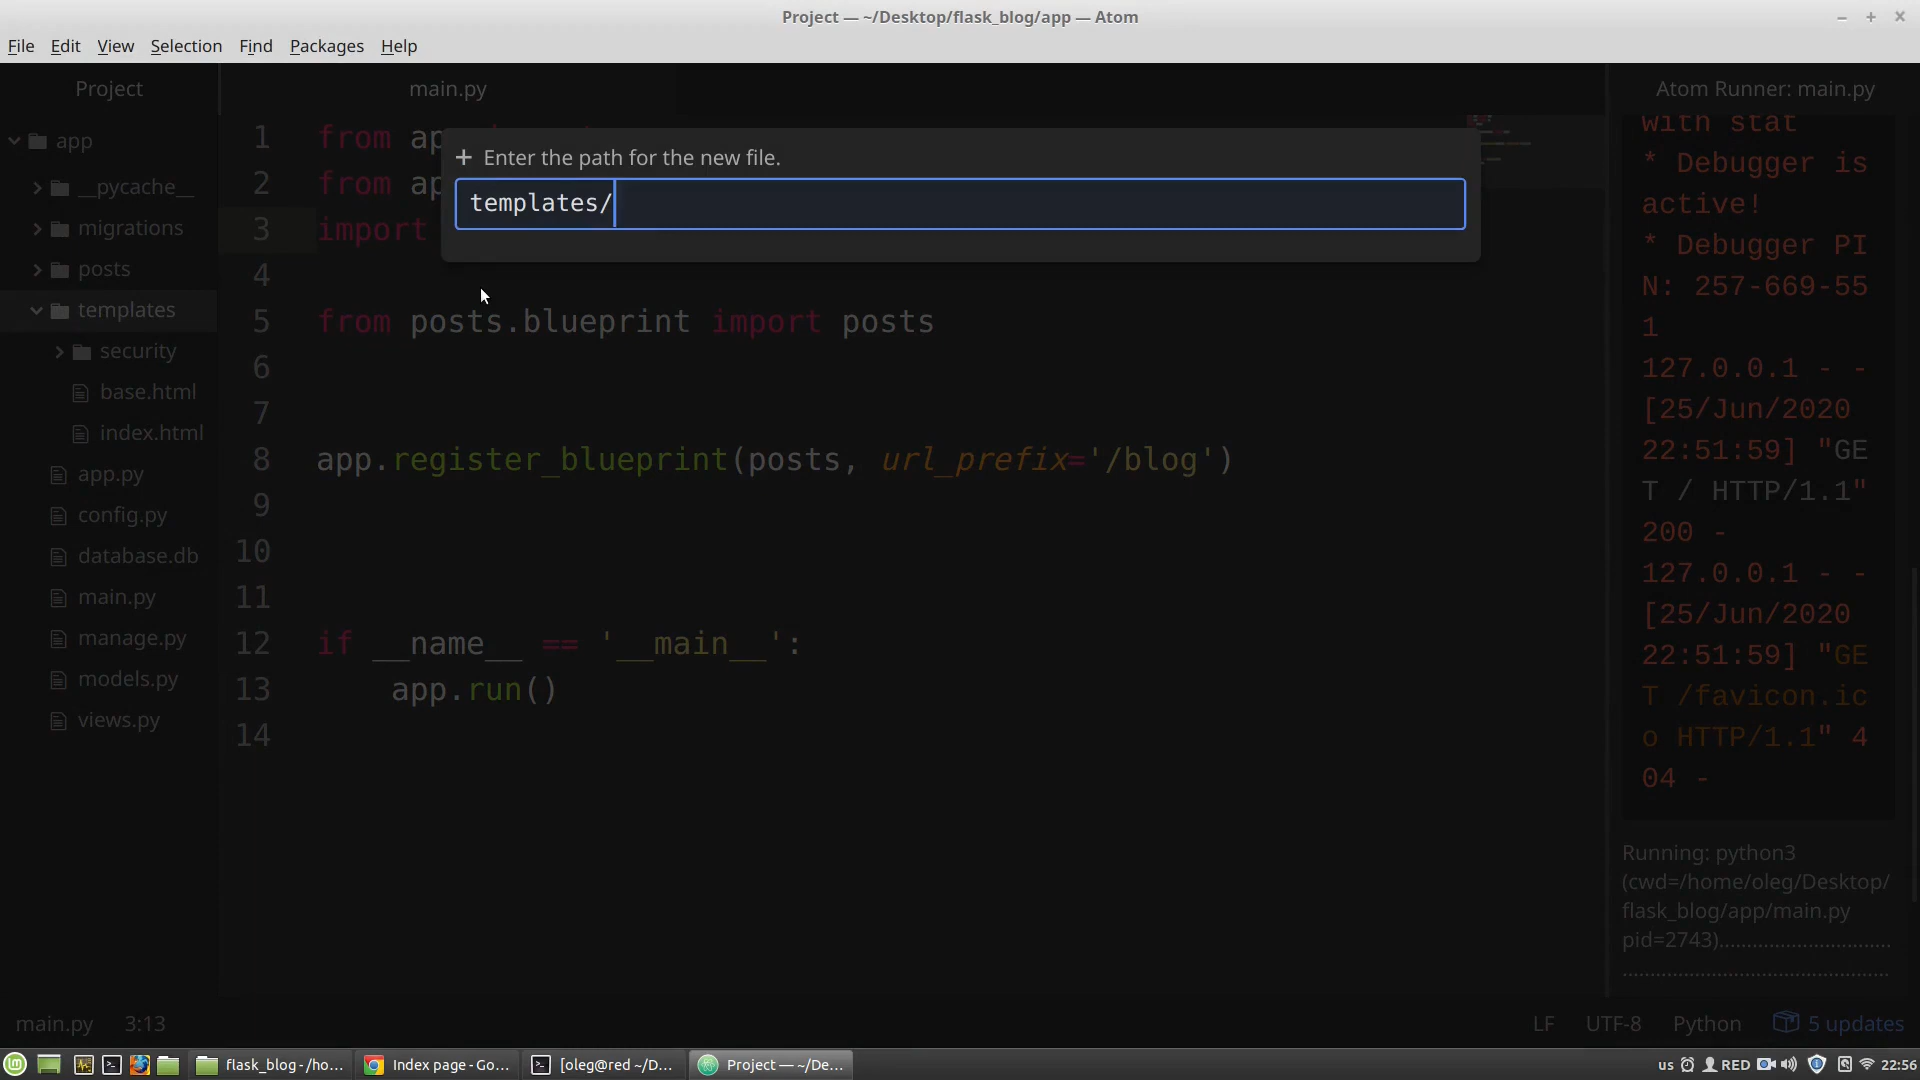 Project — ~/Desktop/flask_blog/app — Atom
File Edit View Selection Find Packages Help
Project
app
__pycache__
migrations
posts
templates
security
base.html
index.html
app.py
config.py
database.db
main.py
manage.py
models.py
views.py
main.py
+ Enter the path for the new file.
templates/
1 from
2 from
3 import
4
5 from posts.blueprint import posts
6
7
8 app.register_blueprint(posts, url_prefix='/blog')
9
10
11
12 if __name__ == '__main__':
13 app.run()
14
Atom Runner: main.py
with stat
* Debugger is
active!
* Debugger PI
N: 257-669-55
1
127.0.0.1 - -
[25/Jun/2020
22:51:59] "GE
T / HTTP/1.1"
200 -
127.0.0.1 - -
[25/Jun/2020
22:51:59] "GE
T /favicon.ic
o HTTP/1.1" 4
04 -
Running: python3
(cwd=/home/oleg/Desktop/
flask_blog/app/main.py
pid=2743)..............................
..............................................
main.py 3:13
LF UTF-8 Python 5 updates
flask_blog - /ho...
Index page - Go...
[oleg@red ~/D...
Project — ~/De...
us RED 22:56